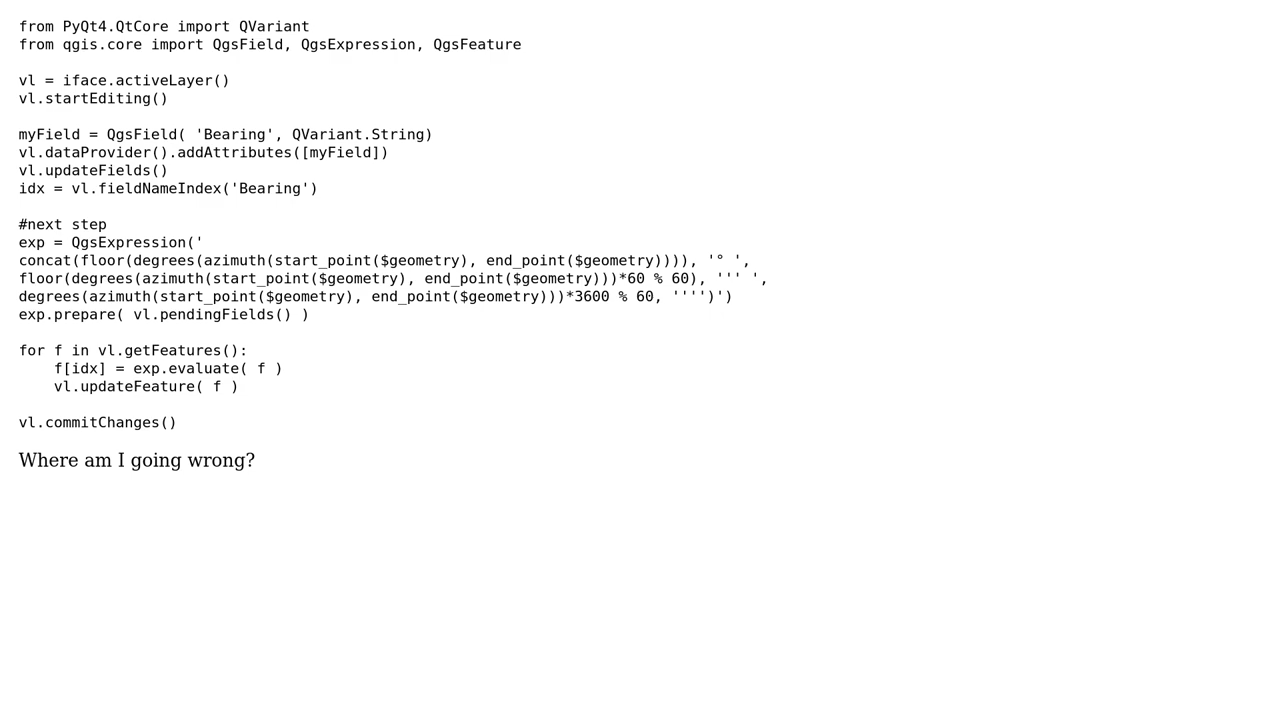 from PyQt4.QtCore import QVariant
from qgis.core import QgsField, QgsExpression, QgsFeature

vl = iface.activeLayer()
vl.startEditing()

myField = QgsField( 'Bearing', QVariant.String)
vl.dataProvider().addAttributes([myField])
vl.updateFields()
idx = vl.fieldNameIndex('Bearing')

#next step
exp = QgsExpression('
concat(floor(degrees(azimuth(start_point($geometry), end_point($geometry)))), '° ',
floor(degrees(azimuth(start_point($geometry), end_point($geometry)))*60 % 60), ''' ',
degrees(azimuth(start_point($geometry), end_point($geometry)))*3600 % 60, '''')')
exp.prepare( vl.pendingFields() )

for f in vl.getFeatures():
    f[idx] = exp.evaluate( f )
    vl.updateFeature( f )

vl.commitChanges()

Where am I going wrong?